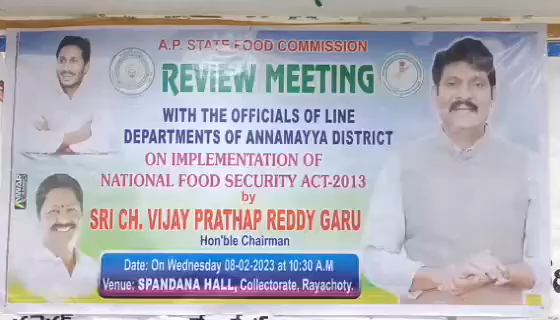 A.P. STATE FOOD COMMISSION
REVIEW MEETING
WITH THE OFFICIALS OF LINE
DEPARTMENTS OF ANNAMAYYA DISTRICT
ON IMPLEMENTATION OF
NATIONAL FOOD SECURITY ACT-2013
by
SRI CH. VIJAY PRATHAP REDDY GARU
Hon'ble Chairman
Date: On Wednesday 08-02-2023 at 10:30 A.M
Venue: SPANDANA HALL, Collectorate, Rayachoty.